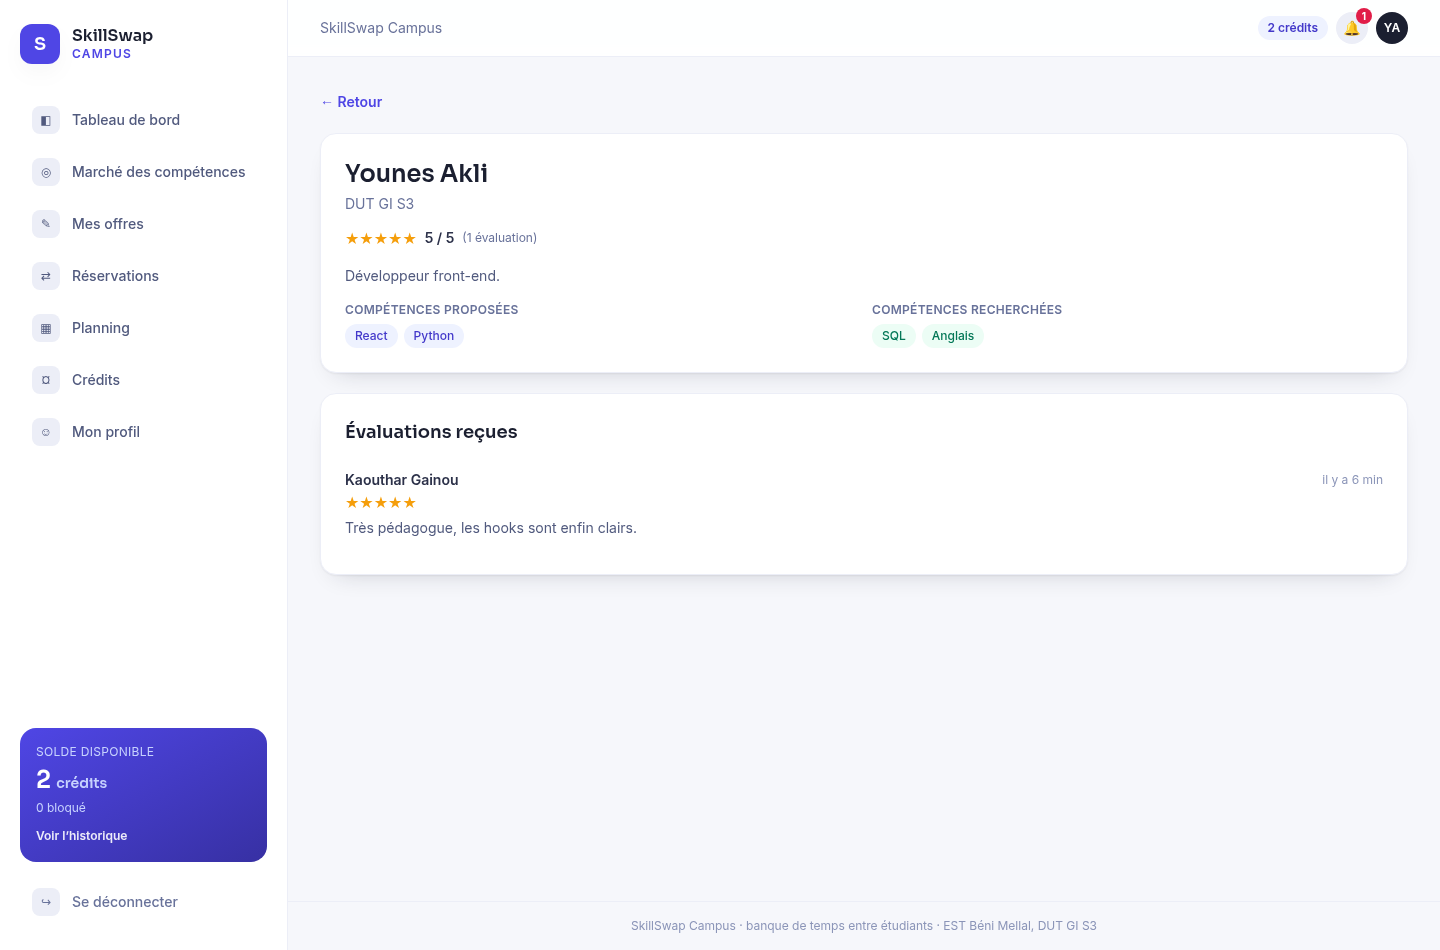 S
SkillSwap
CAMPUS
Tableau de bord
Marché des compétences
Mes offres
Réservations
Planning
Crédits
Mon profil
SOLDE DISPONIBLE
2 crédits
0 bloqué
Voir l'historique
Se déconnecter
SkillSwap Campus
2 crédits
1
YA
← Retour
Younes Akli
DUT GI S3
★★★★★ 5 / 5 (1 évaluation)
Développeur front-end.
COMPÉTENCES PROPOSÉES
React Python
COMPÉTENCES RECHERCHÉES
SQL Anglais
Évaluations reçues
Kaouthar Gainou
il y a 6 min
★★★★★
Très pédagogue, les hooks sont enfin clairs.
SkillSwap Campus · banque de temps entre étudiants · EST Béni Mellal, DUT GI S3